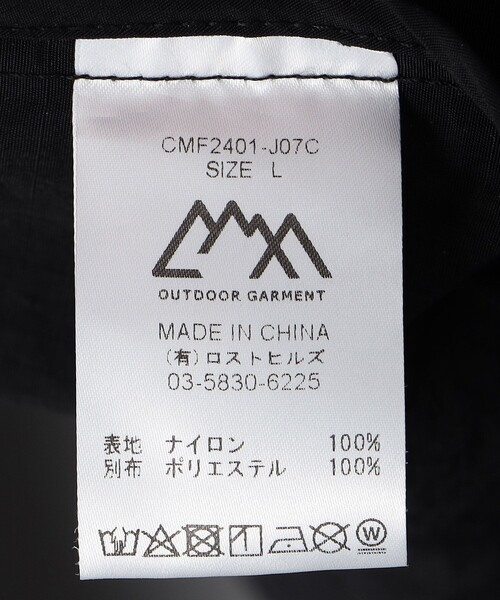 CMF2401-J07C
SIZE L
OUTDOOR GARMENT
MADE IN CHINA
(有)ロストヒルズ
03-5830-6225
表地 ナイロン 100%
別布 ポリエステル 100%
W